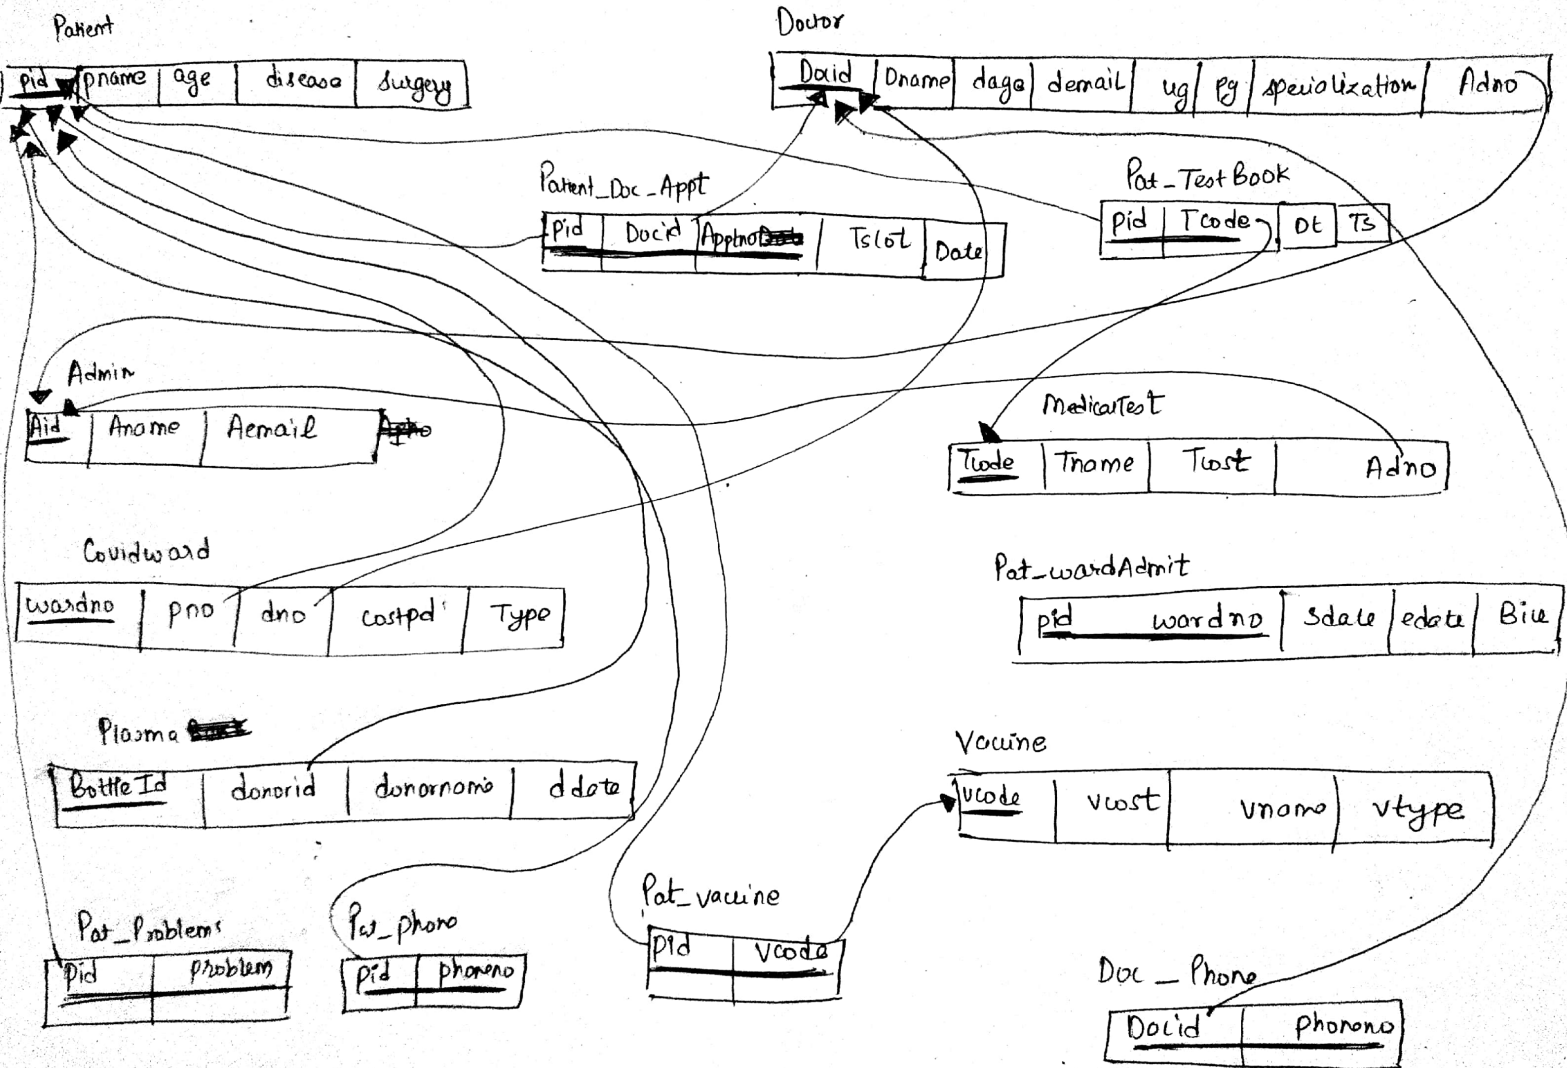 Patient
pid pname age disease surgery
Doctor
Docid Dname dage demail ug pg specialization Adno
Patient_Doc_Appt
pid Docid Apptno Tslot Date
Pat_TestBook
pid Tcode Dt Ts
Admin
Aid Aname Aemail
MedicalTest
Tcode Tname Tcost Adno
Covidward
wardno pno dno costpd Type
Pat_wardAdmit
pid wardno sdate edate Bill
Plasma
BottleId donorid donorname ddate
Vaccine
vcode vcost vname vtype
Pat_Problems
pid problem
Pat_phone
pid phoneno
Pat_vaccine
pid vcode
Doc_Phone
Docid phoneno